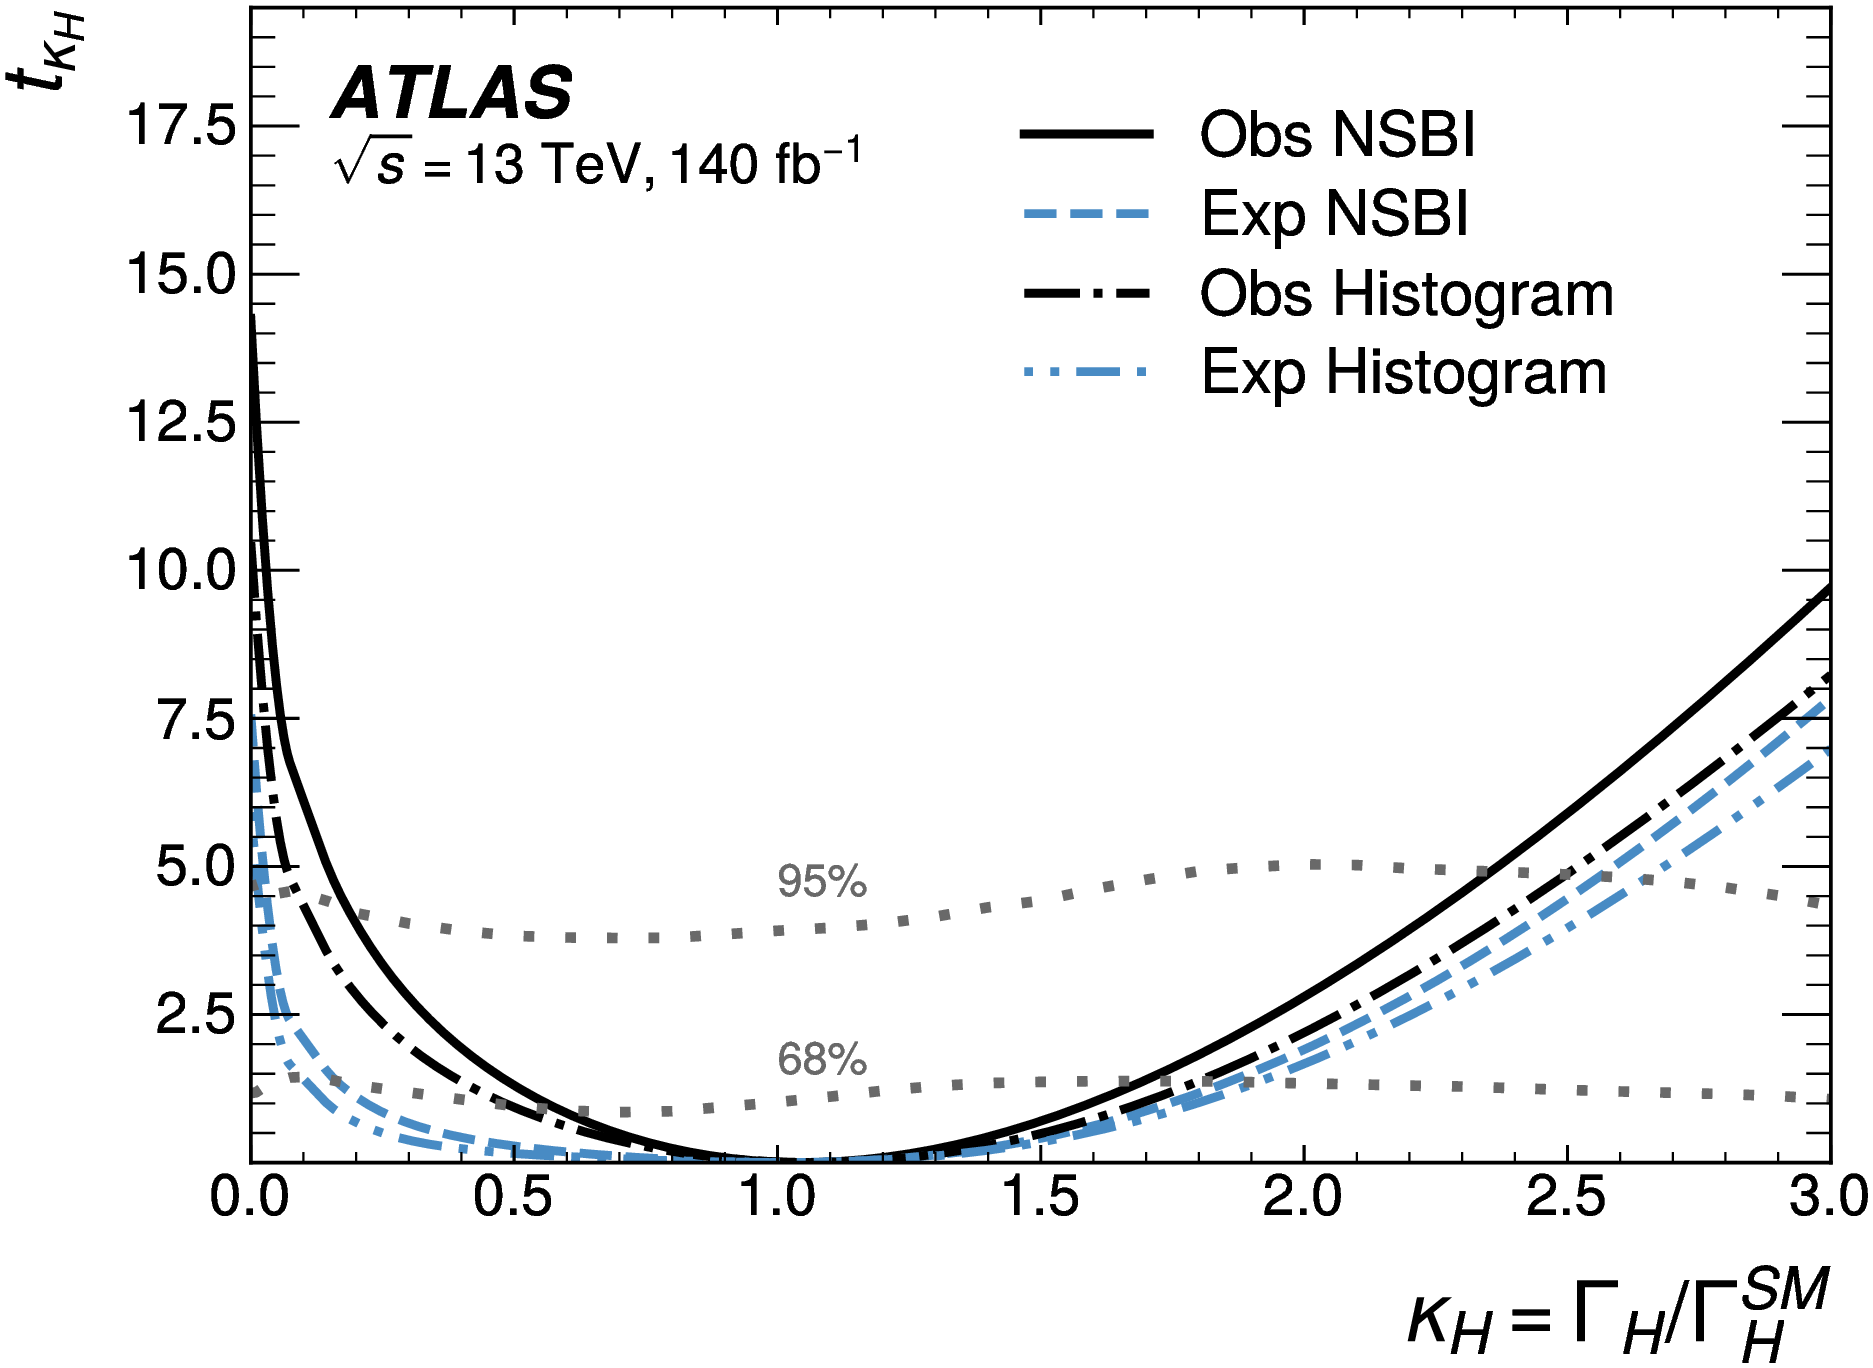 t_{κ_H}
ATLAS
√s = 13 TeV, 140 fb⁻¹
Obs NSBI
Exp NSBI
Obs Histogram
Exp Histogram
17.5
15.0
12.5
10.0
7.5
5.0
2.5
95%
68%
0.0 0.5 1.0 1.5 2.0 2.5 3.0
κ_H = Γ_H/Γ_H^{SM}